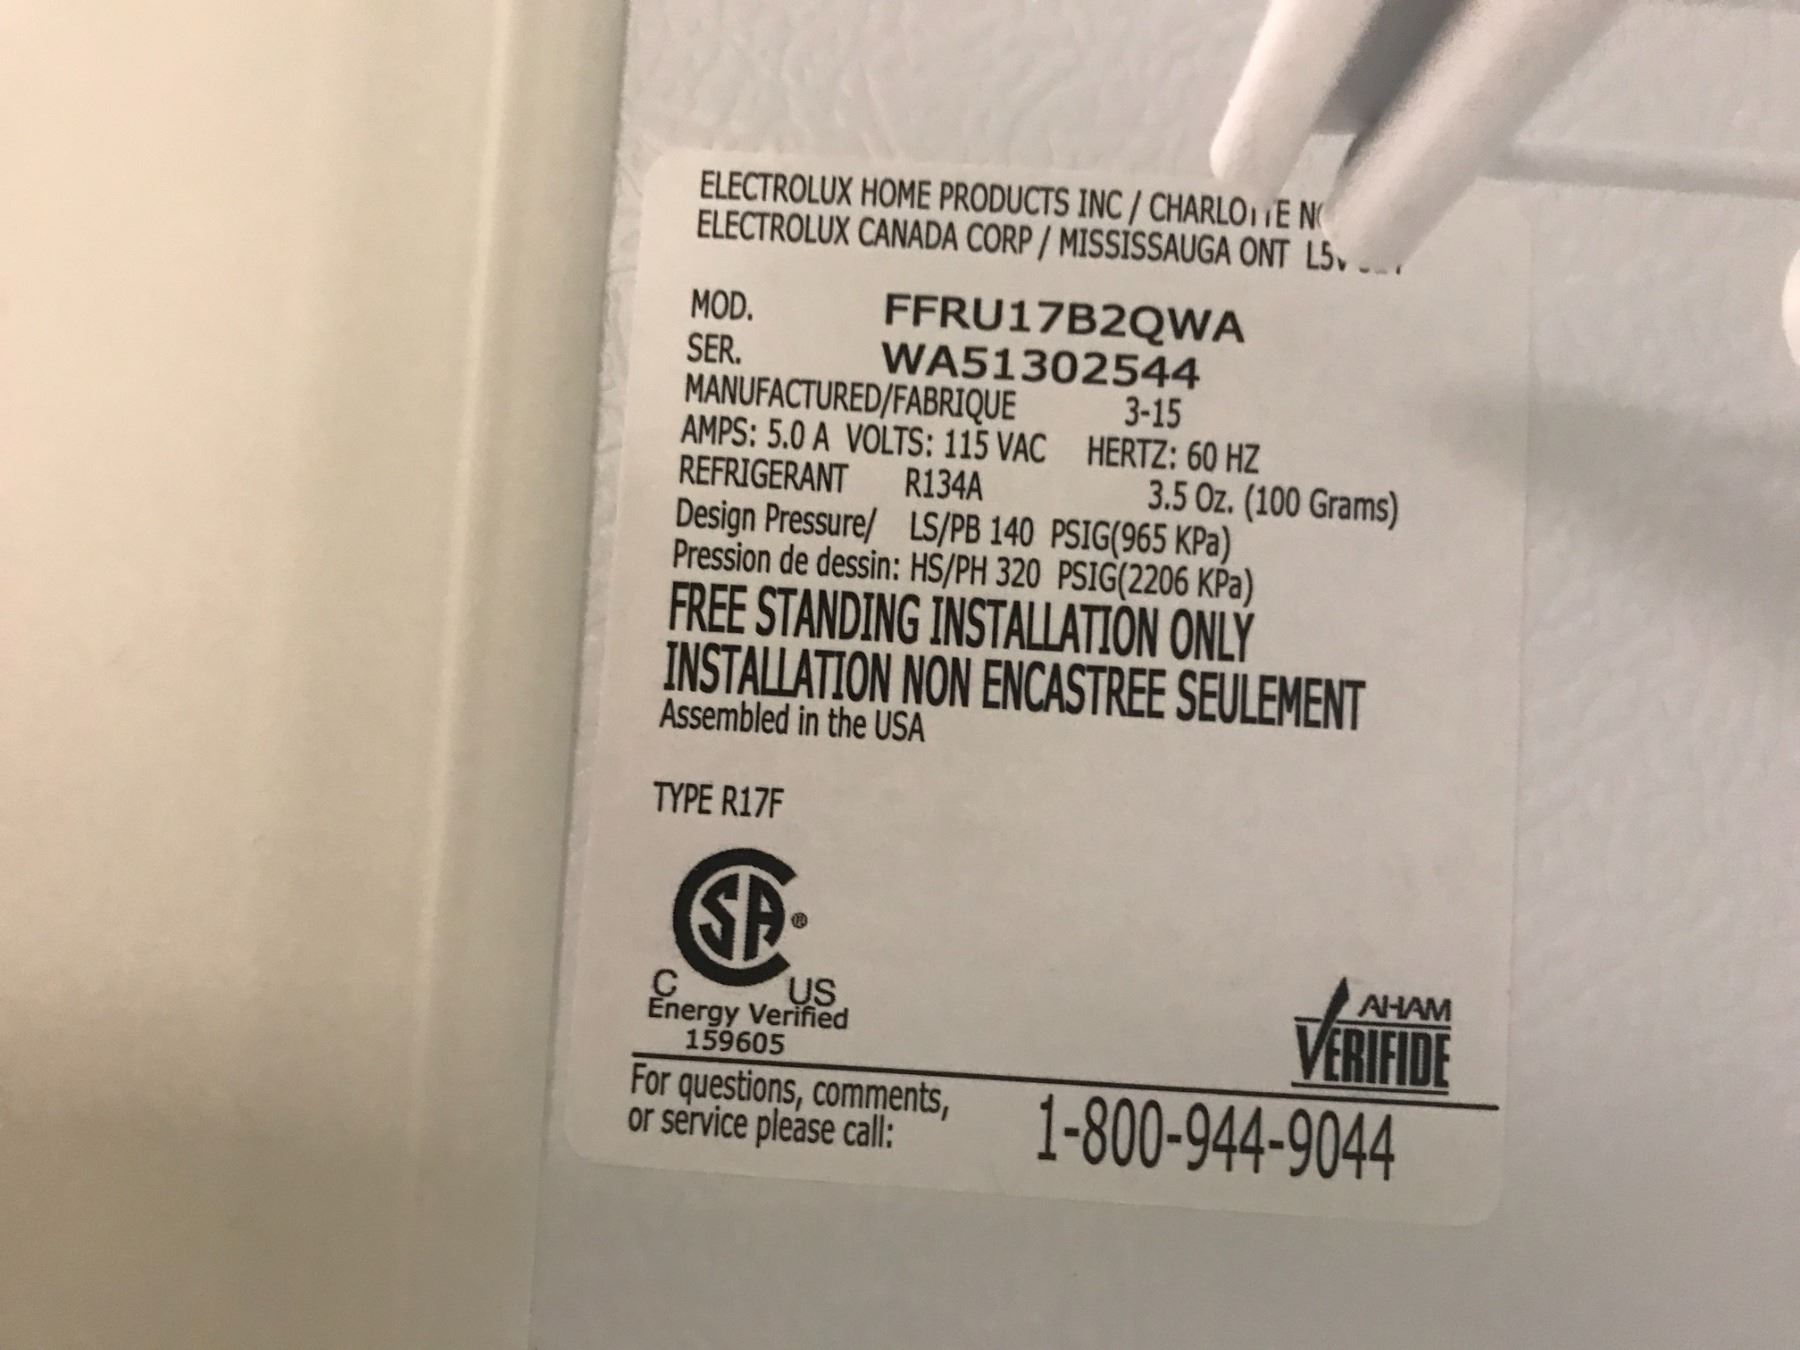 ELECTROLUX HOME PRODUCTS INC / CHARLOTTE
ELECTROLUX CANADA CORP / MISSISSAUGA ONT
MOD. FFRU17B2QWA
SER. WA51302544
MANUFACTURED/FABRIQUE 3-15
AMPS: 5.0 A VOLTS: 115 VAC HERTZ: 60 HZ
REFRIGERANT R134A 3.5 Oz. (100 Grams)
Design Pressure/ LS/PB 140 PSIG(965 KPa)
Pression de dessin: HS/PH 320 PSIG(2206 KPa)
FREE STANDING INSTALLATION ONLY
INSTALLATION NON ENCASTREE SEULEMENT
Assembled in the USA
TYPE R17F
CSA®
C US
Energy Verified
159605
AHAM
VERIFIDE
For questions, comments,
or service please call: 1-800-944-9044